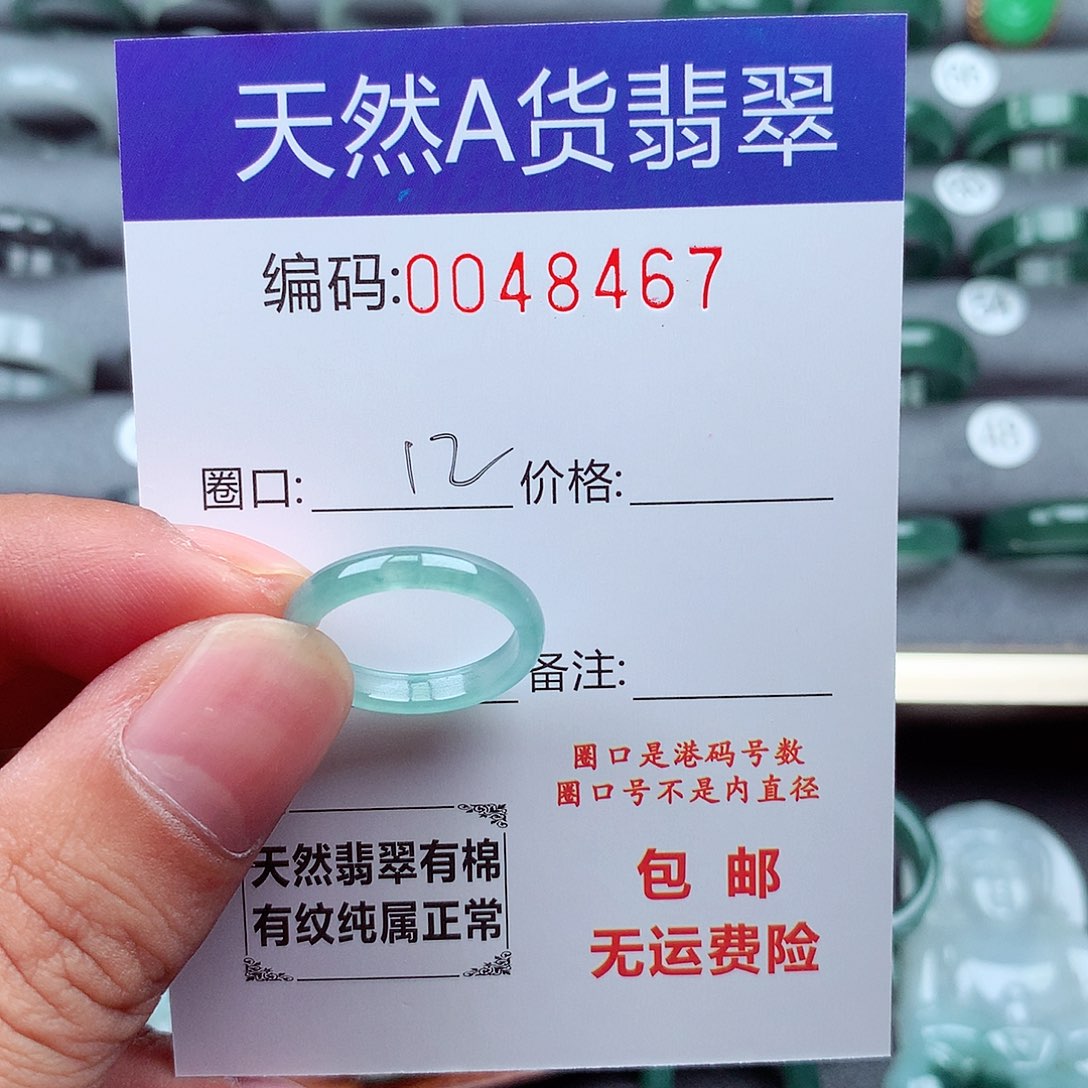 天然A货翡翠
编码:0048467
圈口: 12 价格:
备注:
圈口是港码号数
圈口号不是内直径
天然翡翠有棉
有纹纯属正常
包 邮
无运费险